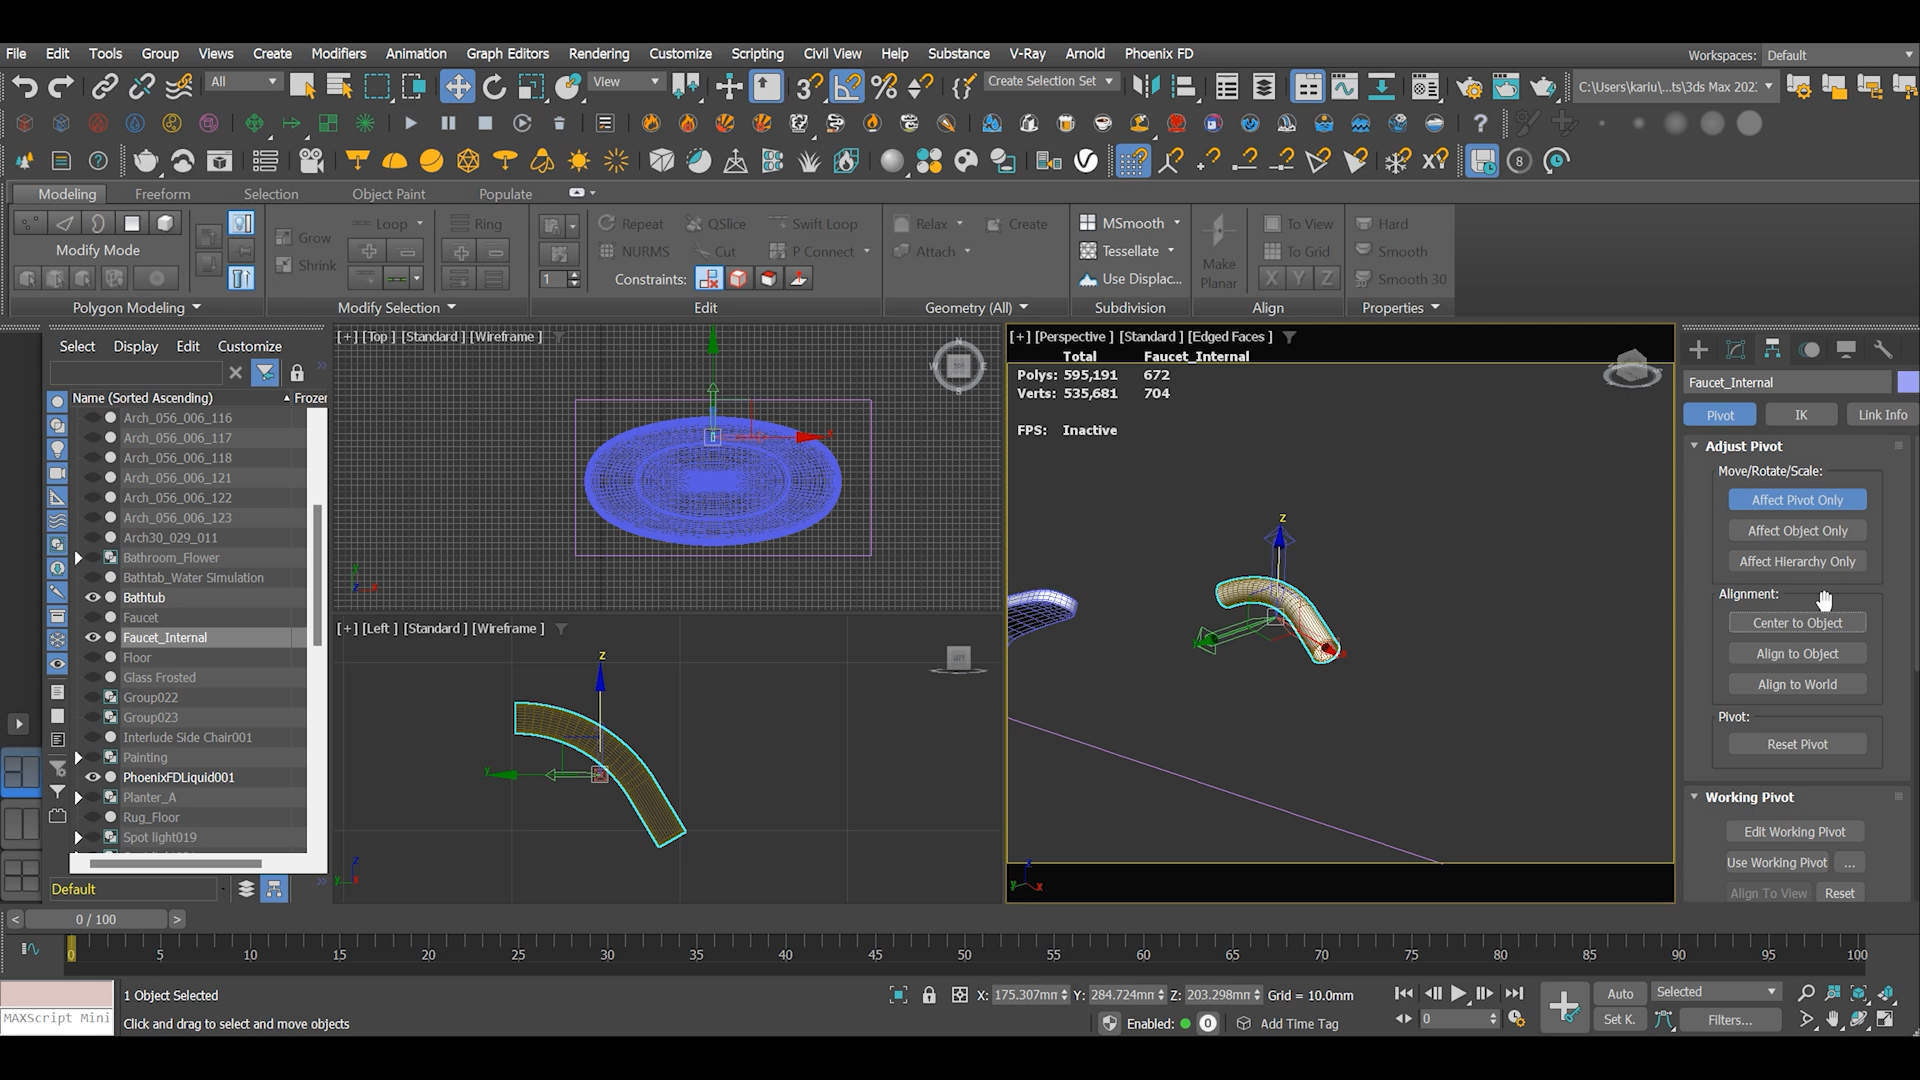 File Edit Tools Group Views Create Modifiers Animation Graph Editors Rendering Customize Scripting Civil View Help Substance V-Ray Arnold Phoenix FD Workspaces: Default
All View Create Selection Set C:\Users\kariu\...ts\3ds Max 202:
Modeling Freeform Selection Object Paint Populate
Loop Ring Repeat QSlice Swift Loop Relax Create MSmooth To View Hard
Modify Mode Grow NURMS Cut P Connect Attach Tessellate Make Planar To Grid Smooth
Shrink 1 Constraints: Use Displac... X Y Z Smooth 30
Polygon Modeling Modify Selection Edit Geometry (All) Subdivision Align Properties
Select Display Edit Customize
Name (Sorted Ascending) Frozer
Arch_056_006_116
Arch_056_006_117
Arch_056_006_118
Arch_056_006_121
Arch_056_006_122
Arch_056_006_123
Arch30_029_011
Bathroom_Flower
Bathtab_Water Simulation
Bathtub
Faucet
Faucet_Internal
Floor
Glass Frosted
Group022
Group023
Interlude Side Chair001
Painting
PhoenixFDLiquid001
Planter_A
Rug_Floor
Spot light019
Default
[+] [Top ] [Standard ] [Wireframe ]
[+] [Left ] [Standard ] [Wireframe ]
[+] [Perspective ] [Standard ] [Edged Faces ]
Total Faucet_Internal
Polys: 595,191 672
Verts: 535,681 704
FPS: Inactive
Faucet_Internal
Pivot IK Link Info
Adjust Pivot
Move/Rotate/Scale:
Affect Pivot Only
Affect Object Only
Affect Hierarchy Only
Alignment:
Center to Object
Align to Object
Align to World
Pivot:
Reset Pivot
Working Pivot
Edit Working Pivot
Use Working Pivot ...
Align To View Reset
< 0 / 100 >
0 5 10 15 20 25 30 35 40 45 50 55 60 65 70 75 80 85 90 95 100
1 Object Selected X: 175.307mm Y: 284.724mm Z: 203.298mm Grid = 10.0mm Auto Selected
MAXScript Mini Click and drag to select and move objects Enabled: 0 Add Time Tag 0 Set K. Filters...